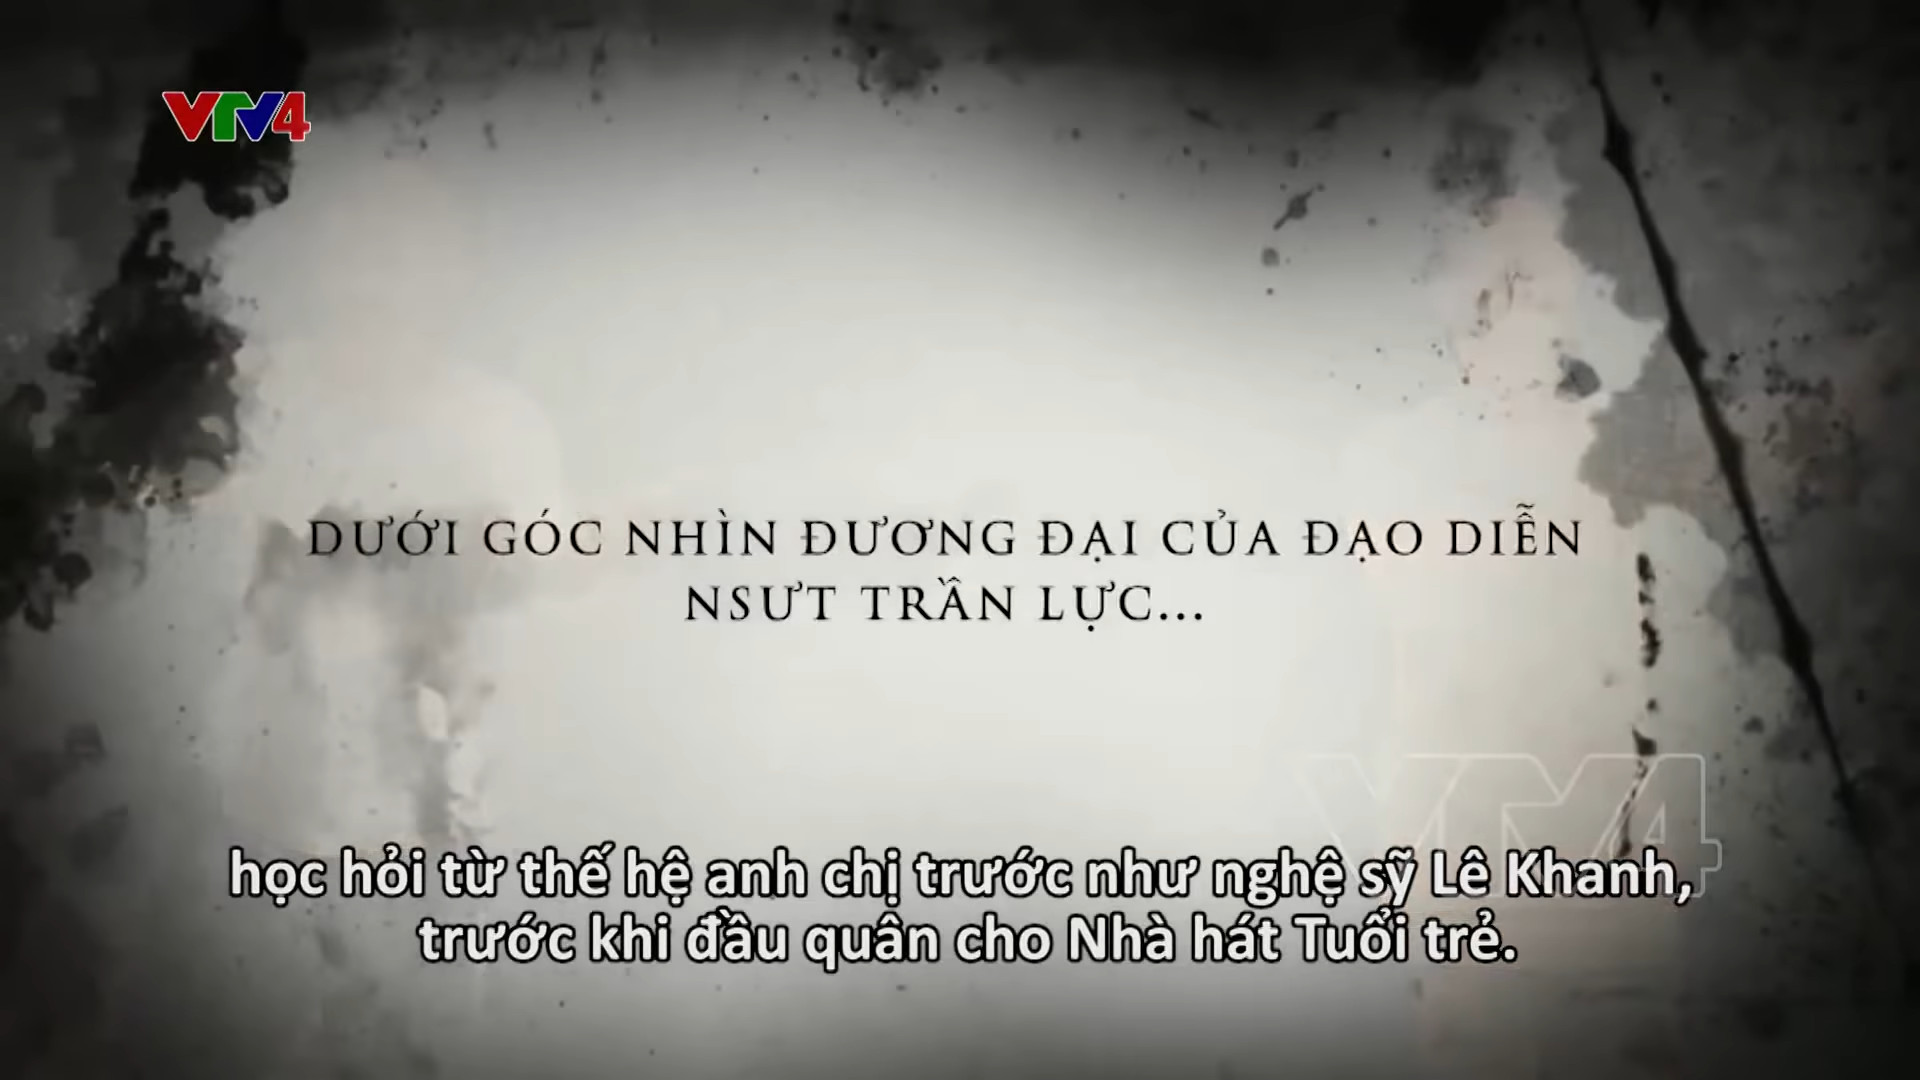 VTV4
DƯỚI GÓC NHÌN ĐƯƠNG ĐẠI CỦA ĐẠO DIỄN
NSƯT TRẦN LỰC...
VTV4
học hỏi từ thế hệ anh chị trước như nghệ sỹ Lê Khanh,
trước khi đầu quân cho Nhà hát Tuổi trẻ.